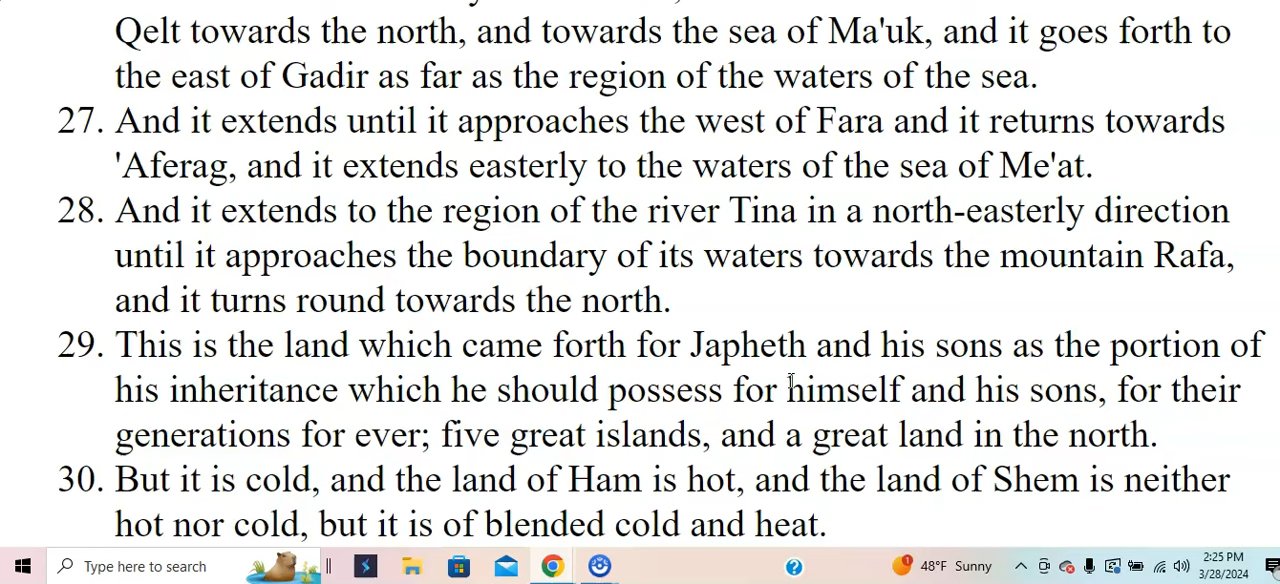 Qelt towards the north, and towards the sea of Ma'uk, and it goes forth to
the east of Gadir as far as the region of the waters of the sea.
27. And it extends until it approaches the west of Fara and it returns towards
'Aferag, and it extends easterly to the waters of the sea of Me'at.
28. And it extends to the region of the river Tina in a north-easterly direction
until it approaches the boundary of its waters towards the mountain Rafa,
and it turns round towards the north.
29. This is the land which came forth for Japheth and his sons as the portion of
his inheritance which he should possess for himself and his sons, for their
generations for ever; five great islands, and a great land in the north.
30. But it is cold, and the land of Ham is hot, and the land of Shem is neither
hot nor cold, but it is of blended cold and heat.
Type here to search
1
48°F Sunny
2:25 PM
3/28/2024